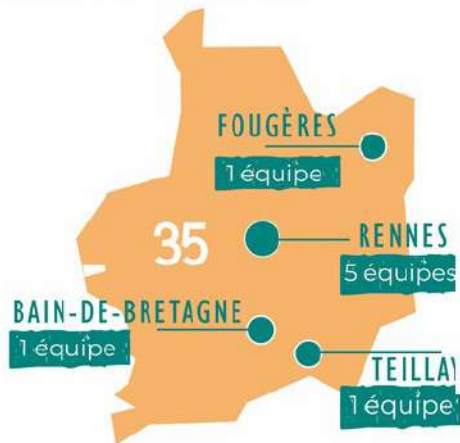 FOUGÈRES
1 équipe
35
RENNES
5 équipes
BAIN-DE-BRETAGNE
1 équipe
TEILLAY
1 équipe